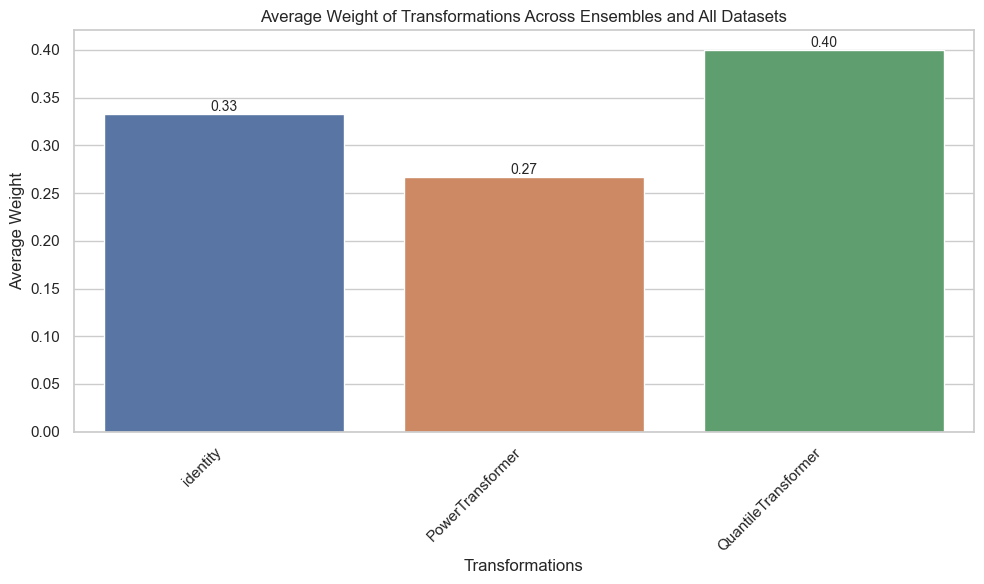 Average Weight of Transformations Across Ensembles and All Datasets
Average Weight
0.40
0.35
0.30
0.25
0.20
0.15
0.10
0.05
0.00
0.33
0.27
0.40
identity
PowerTransformer
QuantileTransformer
Transformations